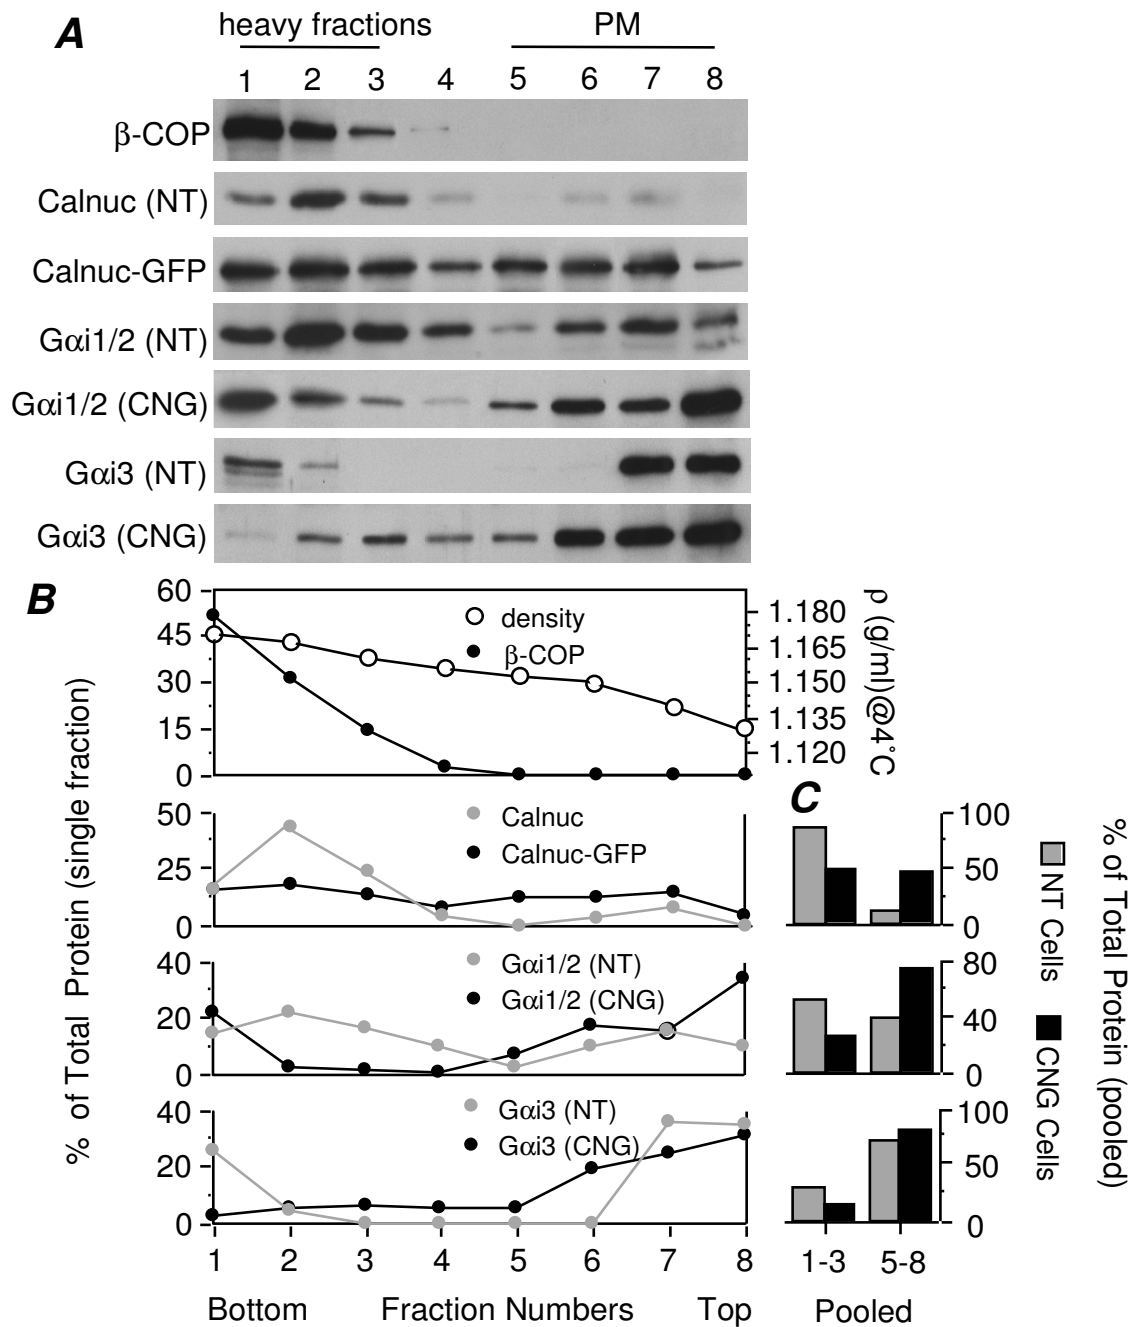 A
heavy fractions
PM
1 2 3 4 5 6 7 8
β-COP
Calnuc (NT)
Calnuc-GFP
Gαi1/2 (NT)
Gαi1/2 (CNG)
Gαi3 (NT)
Gαi3 (CNG)
B
% of Total Protein (single fraction)
60
45
30
15
0
density
β-COP
1.180
1.165
1.150
1.135
1.120
ρ (g/ml)@4°C
50
25
0
Calnuc
Calnuc-GFP
40
20
0
Gαi1/2 (NT)
Gαi1/2 (CNG)
40
20
0
Gαi3 (NT)
Gαi3 (CNG)
1 2 3 4 5 6 7 8
Bottom Fraction Numbers Top
C
100
50
0
80
40
0
100
50
0
1-3 5-8
Pooled
NT Cells
CNG Cells
% of Total Protein (pooled)